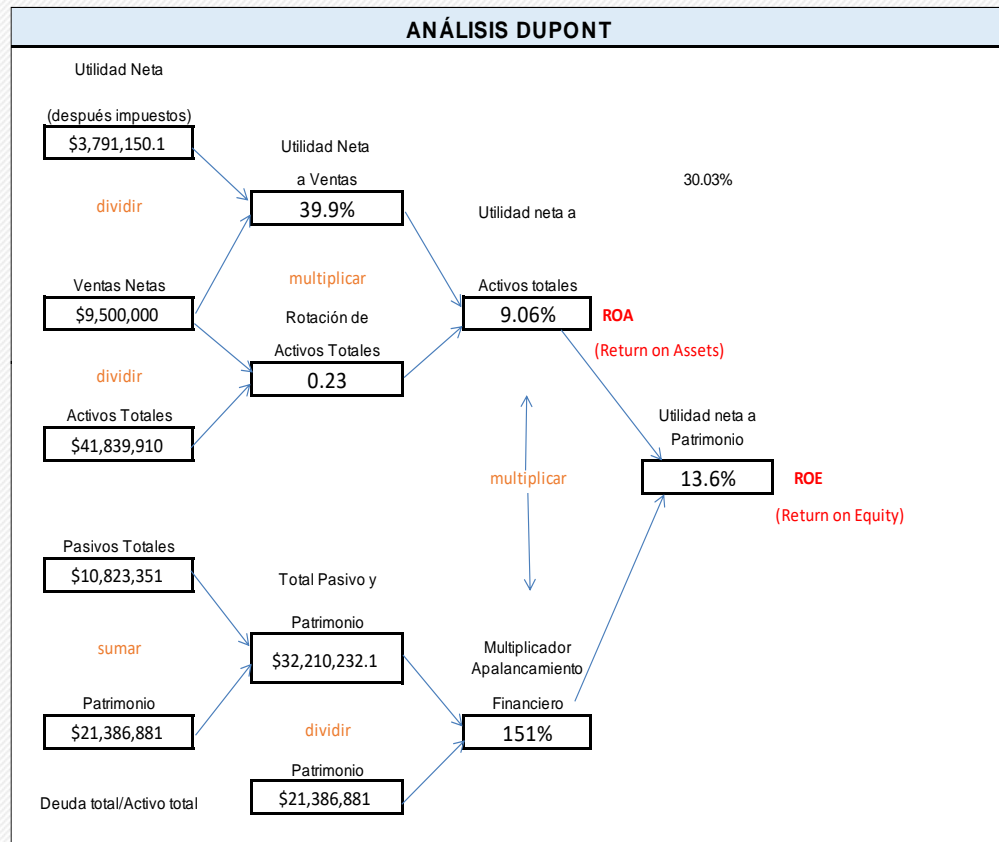 ANÁLISIS DUPONT
Utilidad Neta
(después impuestos)
$3,791,150.1
dividir
Ventas Netas
$9,500,000
dividir
Activos Totales
$41,839,910
Utilidad Neta
a Ventas
39.9%
multiplicar
Rotación de
Activos Totales
0.23
30.03%
Utilidad neta a
Activos totales
9.06%
ROA
(Return on Assets)
multiplicar
Utilidad neta a
Patrimonio
13.6%
ROE
(Return on Equity)
Pasivos Totales
$10,823,351
sumar
Patrimonio
$21,386,881
Total Pasivo y
Patrimonio
$32,210,232.1
dividir
Patrimonio
$21,386,881
Multiplicador
Apalancamiento
Financiero
151%
Deuda total/Activo total